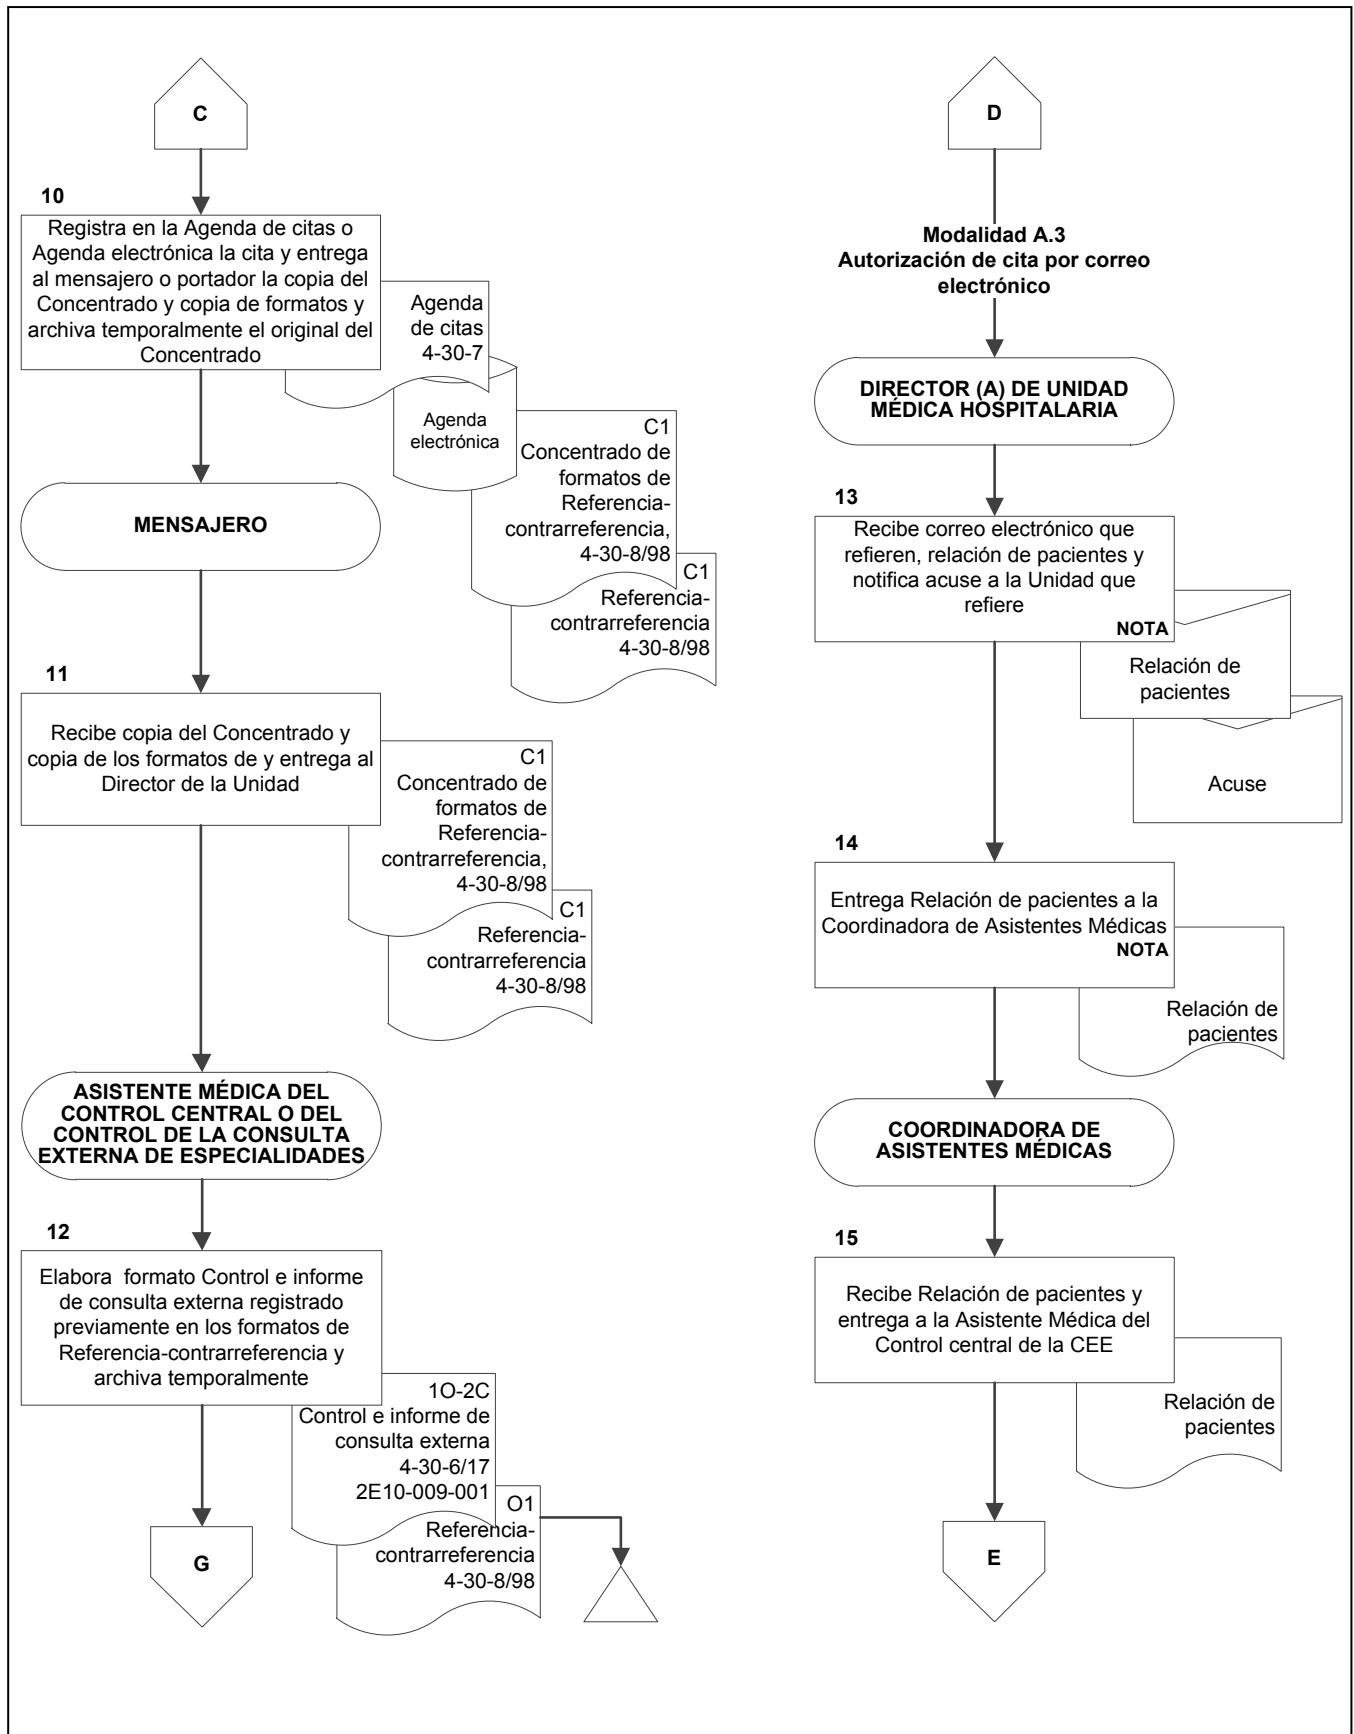 C
10
Registra en la Agenda de citas o
Agenda electrónica la cita y entrega
al mensajero o portador la copia del
Concentrado y copia de formatos y
archiva temporalmente el original del
Concentrado
Agenda
de citas
4-30-7
Agenda
electrónica
C1
Concentrado de
formatos de
Referencia-
contrarreferencia,
4-30-8/98
C1
Referencia-
contrarreferencia
4-30-8/98
MENSAJERO
11
Recibe copia del Concentrado y
copia de los formatos de y entrega al
Director de la Unidad
C1
Concentrado de
formatos de
Referencia-
contrarreferencia,
4-30-8/98
C1
Referencia-
contrarreferencia
4-30-8/98
ASISTENTE MÉDICA DEL
CONTROL CENTRAL O DEL
CONTROL DE LA CONSULTA
EXTERNA DE ESPECIALIDADES
12
Elabora formato Control e informe
de consulta externa registrado
previamente en los formatos de
Referencia-contrarreferencia y
archiva temporalmente
1O-2C
Control e informe de
consulta externa
4-30-6/17
2E10-009-001
O1
Referencia-
contrarreferencia
4-30-8/98
G
D
Modalidad A.3
Autorización de cita por correo
electrónico
DIRECTOR (A) DE UNIDAD
MÉDICA HOSPITALARIA
13
Recibe correo electrónico que
refieren, relación de pacientes y
notifica acuse a la Unidad que
refiere
NOTA
Relación de
pacientes
Acuse
14
Entrega Relación de pacientes a la
Coordinadora de Asistentes Médicas
NOTA
Relación de
pacientes
COORDINADORA DE
ASISTENTES MÉDICAS
15
Recibe Relación de pacientes y
entrega a la Asistente Médica del
Control central de la CEE
Relación de
pacientes
E